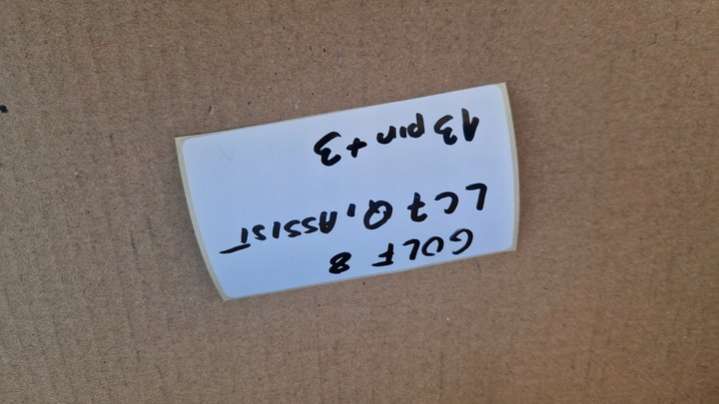 GOLF 8
LC7 Q, ASSIST
13 pin +3